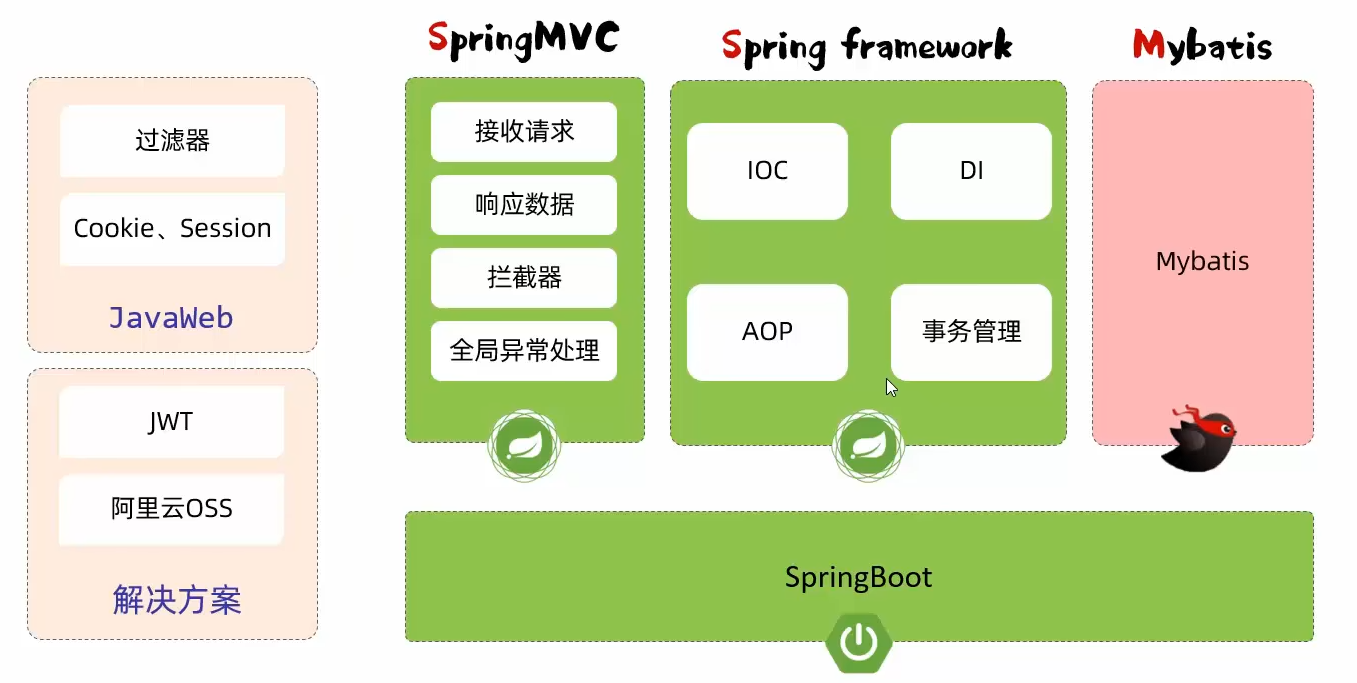 过滤器
Cookie、Session
JavaWeb
JWT
阿里云OSS
解决方案
SpringMVC
接收请求
响应数据
拦截器
全局异常处理
Spring framework
IOC
DI
AOP
事务管理
Mybatis
Mybatis
SpringBoot